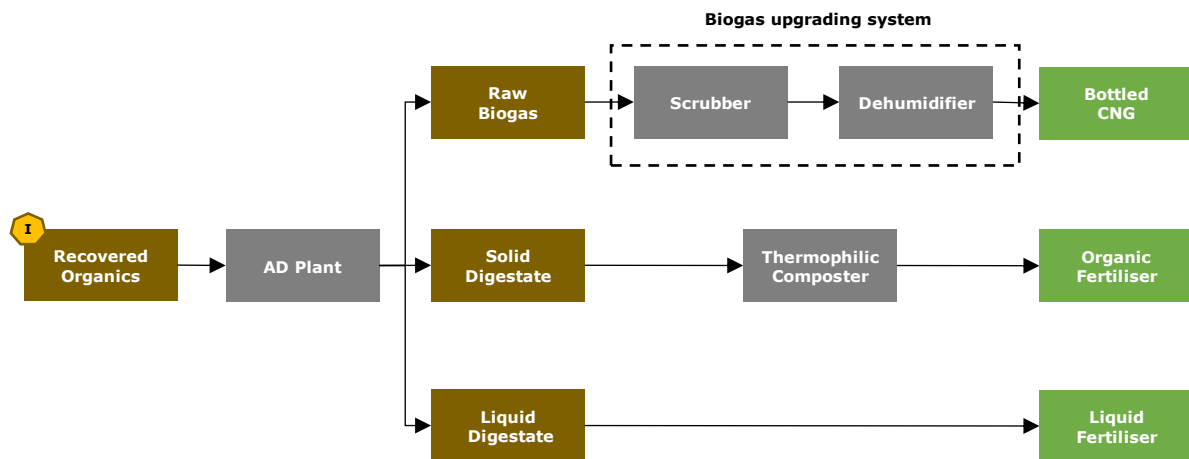 Biogas upgrading system
Raw
Biogas
Scrubber
Dehumidifier
Bottled
CNG
I
Recovered
Organics
AD Plant
Solid
Digestate
Thermophilic
Composter
Organic
Fertiliser
Liquid
Digestate
Liquid
Fertiliser